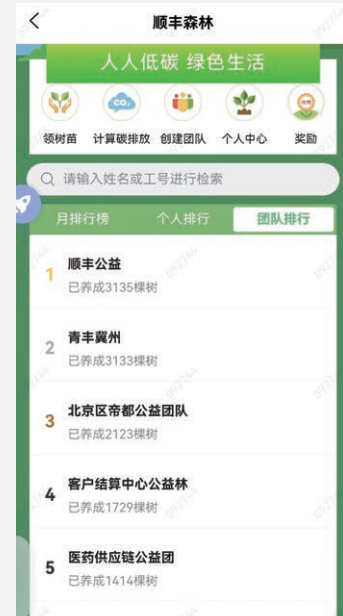 顺丰森林
人人低碳 绿色生活
CO₂
领树苗 计算碳排放 创建团队 个人中心 奖励
请输入姓名或工号进行检索
月排行榜 个人排行 团队排行
1 顺丰公益
已养成3135棵树
2 青丰冀州
已养成3133棵树
3 北京区帝都公益团队
已养成2123棵树
4 客户结算中心公益林
已养成1729棵树
5 医药供应链公益团
已养成1414棵树